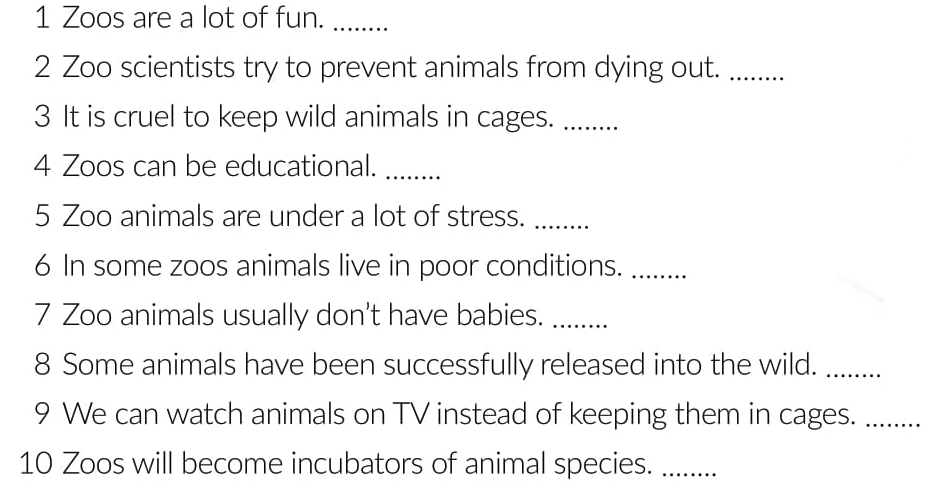 1 Zoos are a lot of fun. ........
2 Zoo scientists try to prevent animals from dying out. ........
3 It is cruel to keep wild animals in cages. ........
4 Zoos can be educational. ........
5 Zoo animals are under a lot of stress. ........
6 In some zoos animals live in poor conditions. ........
7 Zoo animals usually don't have babies. ........
8 Some animals have been successfully released into the wild. ........
9 We can watch animals on TV instead of keeping them in cages. ........
10 Zoos will become incubators of animal species. ........